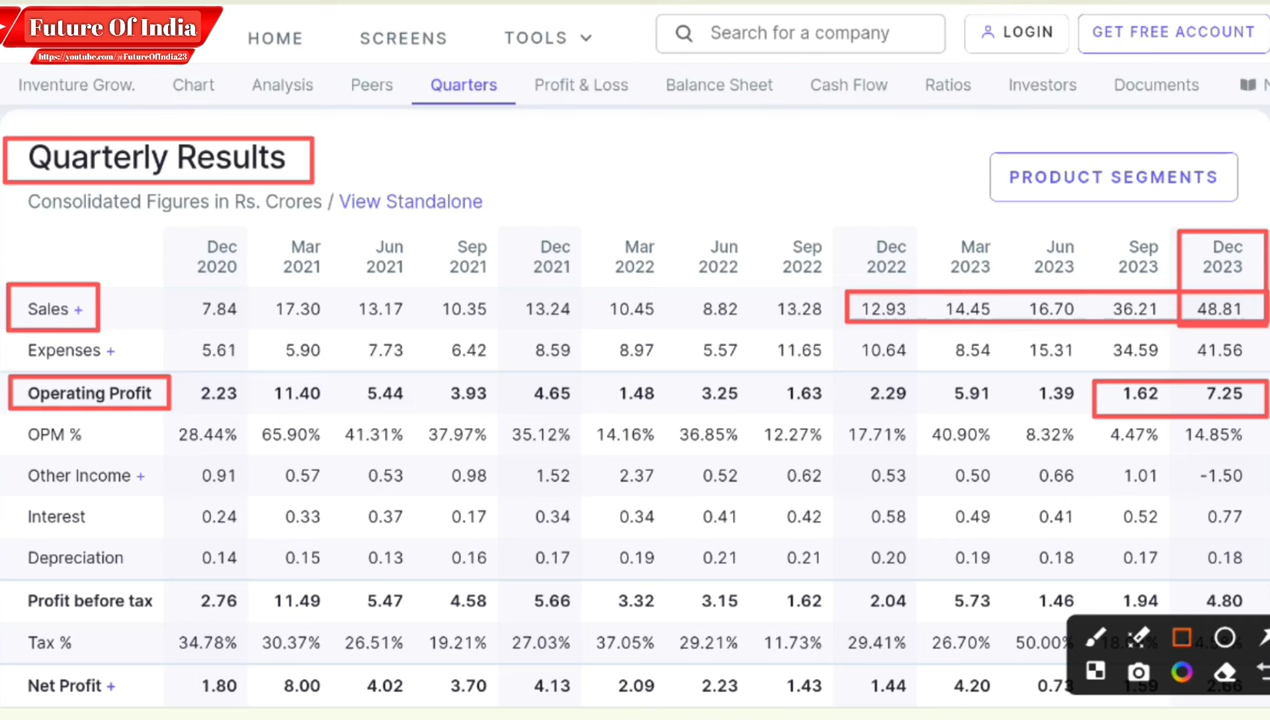 Future Of India
https://youtube.com/@FutureOfIndia23
HOME SCREENS TOOLS Search for a company LOGIN GET FREE ACCOUNT
Inventure Grow. Chart Analysis Peers Quarters Profit & Loss Balance Sheet Cash Flow Ratios Investors Documents
Quarterly Results
PRODUCT SEGMENTS
Consolidated Figures in Rs. Crores / View Standalone
Dec 2020 Mar 2021 Jun 2021 Sep 2021 Dec 2021 Mar 2022 Jun 2022 Sep 2022 Dec 2022 Mar 2023 Jun 2023 Sep 2023 Dec 2023
Sales + 7.84 17.30 13.17 10.35 13.24 10.45 8.82 13.28 12.93 14.45 16.70 36.21 48.81
Expenses + 5.61 5.90 7.73 6.42 8.59 8.97 5.57 11.65 10.64 8.54 15.31 34.59 41.56
Operating Profit 2.23 11.40 5.44 3.93 4.65 1.48 3.25 1.63 2.29 5.91 1.39 1.62 7.25
OPM % 28.44% 65.90% 41.31% 37.97% 35.12% 14.16% 36.85% 12.27% 17.71% 40.90% 8.32% 4.47% 14.85%
Other Income + 0.91 0.57 0.53 0.98 1.52 2.37 0.52 0.62 0.53 0.50 0.66 1.01 -1.50
Interest 0.24 0.33 0.37 0.17 0.34 0.34 0.41 0.42 0.58 0.49 0.41 0.52 0.77
Depreciation 0.14 0.15 0.13 0.16 0.17 0.19 0.21 0.21 0.20 0.19 0.18 0.17 0.18
Profit before tax 2.76 11.49 5.47 4.58 5.66 3.32 3.15 1.62 2.04 5.73 1.46 1.94 4.80
Tax % 34.78% 30.37% 26.51% 19.21% 27.03% 37.05% 29.21% 11.73% 29.41% 26.70% 50.00%
Net Profit + 1.80 8.00 4.02 3.70 4.13 2.09 2.23 1.43 1.44 4.20 0.73 1.59 2.66